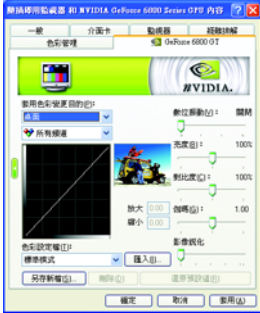 隨插即用監視器 和 NVIDIA GeForce 6800 Series GPU 內容
一般
介面卡
監視器
疑難排解
色彩管理
GeForce 6800 GT
NVIDIA.
套用色彩變更目的(P):
桌面
所有頻道
數位振動(V): 關閉
亮度(B): 100%
對比度(C): 100%
放大 0.00
伽瑪(G): 1.00
縮小 0.00
影像銳化
色彩設定檔(T):
標準模式
匯入(I)...
另存新檔(S)...
刪除(D)
還原預設值(R)
確定
取消
套用(A)